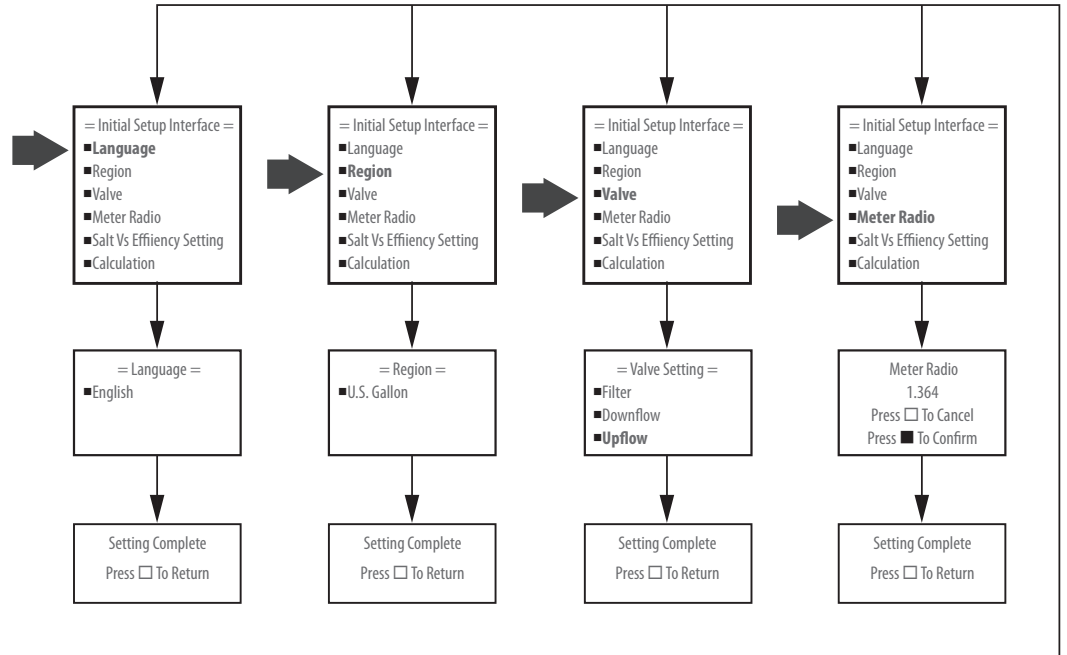 = Initial Setup Interface =
■Language
■Region
■Valve
■Meter Radio
■Salt Vs Effiiency Setting
■Calculation
= Initial Setup Interface =
■Language
■Region
■Valve
■Meter Radio
■Salt Vs Effiiency Setting
■Calculation
= Initial Setup Interface =
■Language
■Region
■Valve
■Meter Radio
■Salt Vs Effiiency Setting
■Calculation
= Initial Setup Interface =
■Language
■Region
■Valve
■Meter Radio
■Salt Vs Effiiency Setting
■Calculation
= Language =
■English
= Region =
■U.S. Gallon
= Valve Setting =
■Filter
■Downflow
■Upflow
Meter Radio
1.364
Press □ To Cancel
Press ■ To Confirm
Setting Complete
Press □ To Return
Setting Complete
Press □ To Return
Setting Complete
Press □ To Return
Setting Complete
Press □ To Return